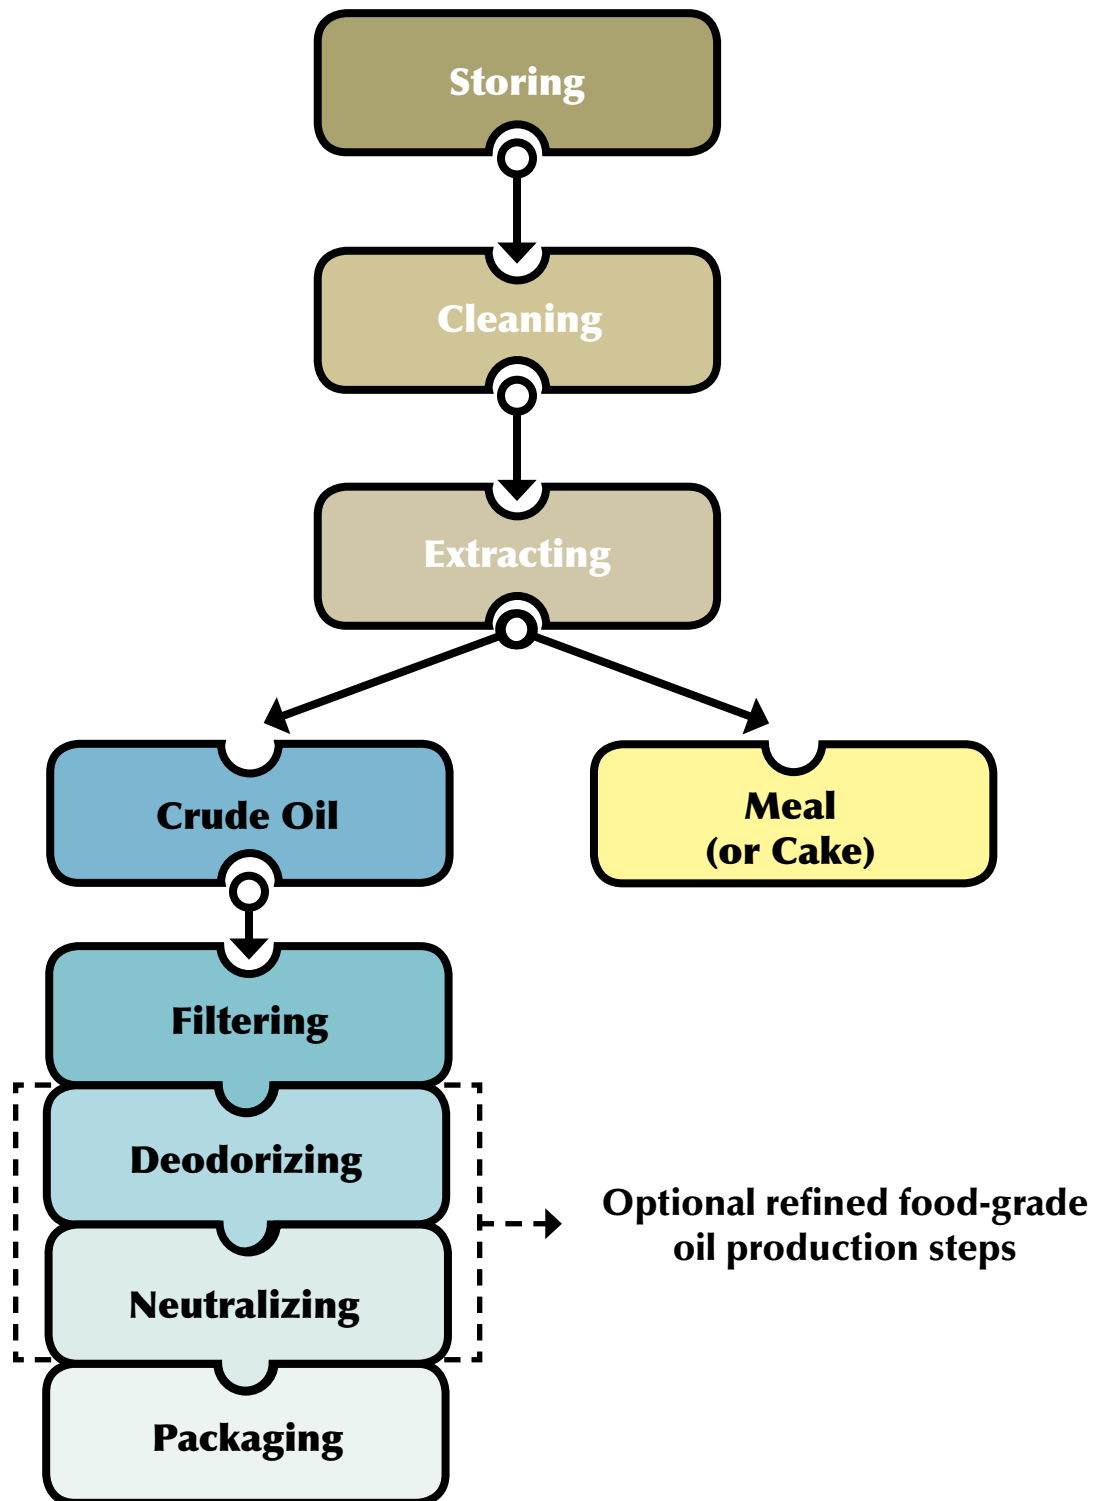 Storing
Cleaning
Extracting
Crude Oil
Meal
(or Cake)
Filtering
Deodorizing
Optional refined food-grade
oil production steps
Neutralizing
Packaging